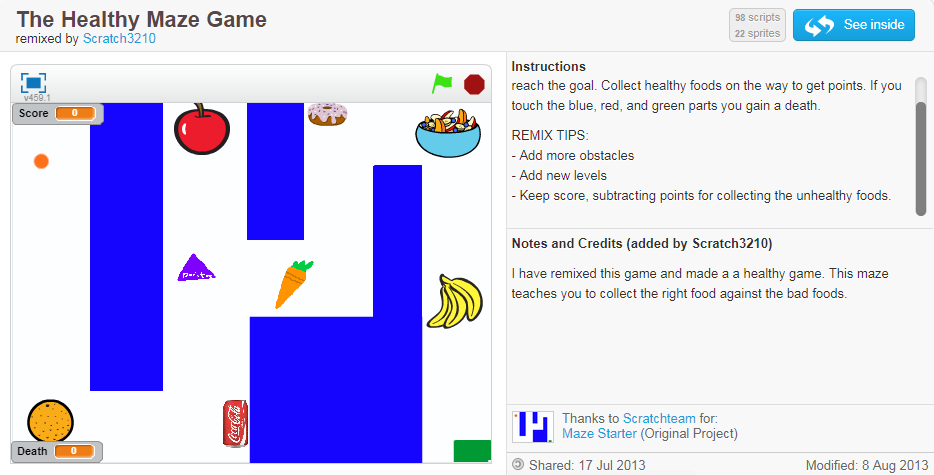 The Healthy Maze Game
remixed by Scratch3210
98 scripts
22 sprites
See inside
v459.1
Score 0
Death 0
Coca-Cola
Instructions
reach the goal. Collect healthy foods on the way to get points. If you
touch the blue, red, and green parts you gain a death.
REMIX TIPS:
- Add more obstacles
- Add new levels
- Keep score, subtracting points for collecting the unhealthy foods.
Notes and Credits (added by Scratch3210)
I have remixed this game and made a a healthy game. This maze
teaches you to collect the right food against the bad foods.
Thanks to Scratchteam for:
Maze Starter (Original Project)
Shared: 17 Jul 2013 Modified: 8 Aug 2013